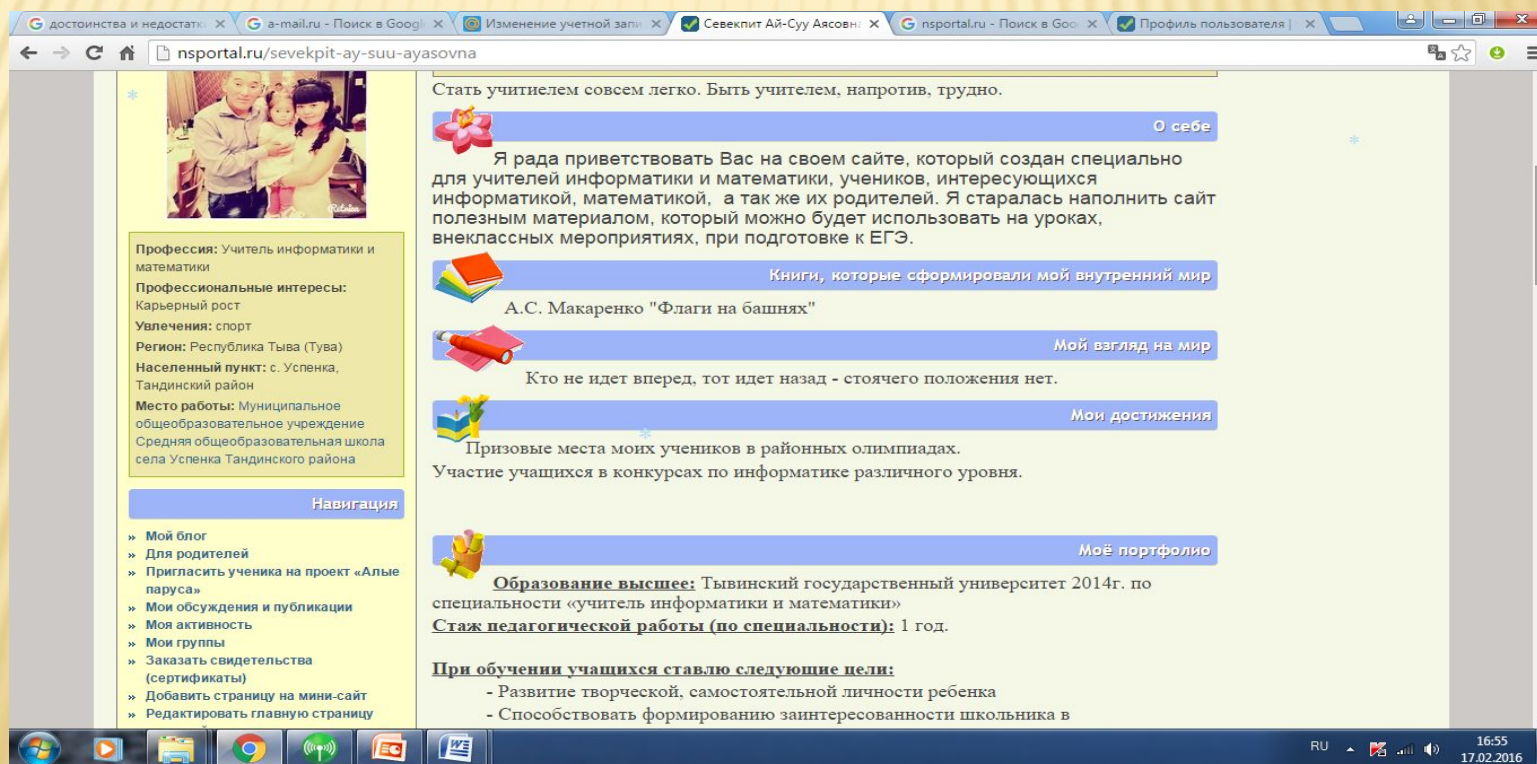 достоинства и недостатк
а-mail.ru - Поиск в Googl
Изменение учетной запи
Севекпит Ай-Суу Аясовна
nsportal.ru - Поиск в Goo
Профиль пользователя |
nsportal.ru/sevekpit-ay-suu-ayasovna
Профессия: Учитель информатики и
математики
Профессиональные интересы:
Карьерный рост
Увлечения: спорт
Регион: Республика Тыва (Тува)
Населенный пункт: с. Успенка,
Тандинский район
Место работы: Муниципальное
общеобразовательное учреждение
Средняя общеобразовательная школа
села Успенка Тандинского района
Навигация
» Мой блог
» Для родителей
» Пригласить ученика на проект «Алые
паруса»
» Мои обсуждения и публикации
» Моя активность
» Мои группы
» Заказать свидетельства
(сертификаты)
» Добавить страницу на мини-сайт
» Редактировать главную страницу
Стать учитиелем совсем легко. Быть учителем, напротив, трудно.
О себе
Я рада приветствовать Вас на своем сайте, который создан специально
для учителей информатики и математики, учеников, интересующихся
информатикой, математикой, а так же их родителей. Я старалась наполнить сайт
полезным материалом, который можно будет использовать на уроках,
внеклассных мероприятиях, при подготовке к ЕГЭ.
Книги, которые сформировали мой внутренний мир
А.С. Макаренко "Флаги на башнях"
Мой взгляд на мир
Кто не идет вперед, тот идет назад - стоячего положения нет.
Мои достижения
Призовые места моих учеников в районных олимпиадах.
Участие учащихся в конкурсах по информатике различного уровня.
Моё портфолио
Образование высшее: Тывинский государственный университет 2014г. по
специальности «учитель информатики и математики»
Стаж педагогической работы (по специальности): 1 год.
При обучении учащихся ставлю следующие цели:
- Развитие творческой, самостоятельной личности ребенка
- Способствовать формированию заинтересованности школьника в
RU
16:55
17.02.2016